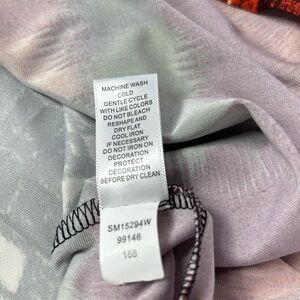 MACHINE WASH
COLD
GENTLE CYCLE
WITH LIKE COLORS
DO NOT BLEACH
RESHAPE AND
DRY FLAT
COOL IRON
IF NECESSARY
DO NOT IRON ON
DECORATION
PROTECT
DECORATION
BEFORE DRY CLEAN
SM15294W
99146
168